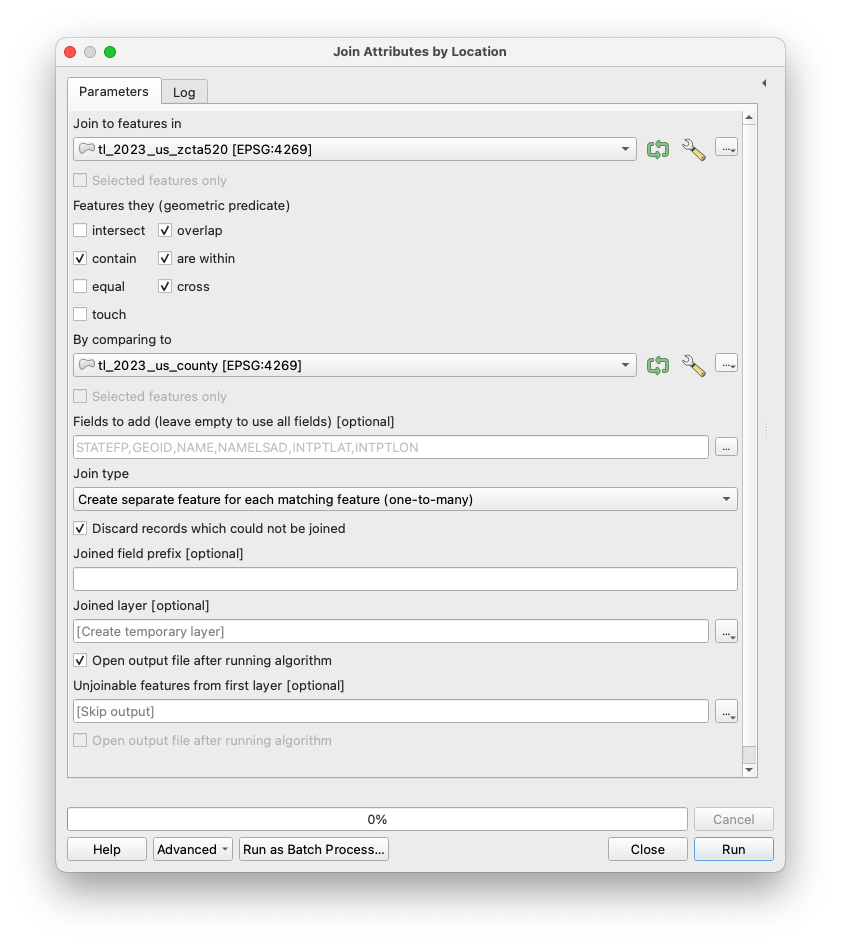 Join Attributes by Location
Parameters
Log
Join to features in
tl_2023_us_zcta520 [EPSG:4269]
...
Selected features only
Features they (geometric predicate)
intersect overlap
contain are within
equal cross
touch
By comparing to
tl_2023_us_county [EPSG:4269]
...
Selected features only
Fields to add (leave empty to use all fields) [optional]
STATEFP,GEOID,NAME,NAMELSAD,INTPTLAT,INTPTLON
...
Join type
Create separate feature for each matching feature (one-to-many)
Discard records which could not be joined
Joined field prefix [optional]
Joined layer [optional]
[Create temporary layer]
...
Open output file after running algorithm
Unjoinable features from first layer [optional]
[Skip output]
...
Open output file after running algorithm
0%
Cancel
Help
Advanced
Run as Batch Process...
Close
Run